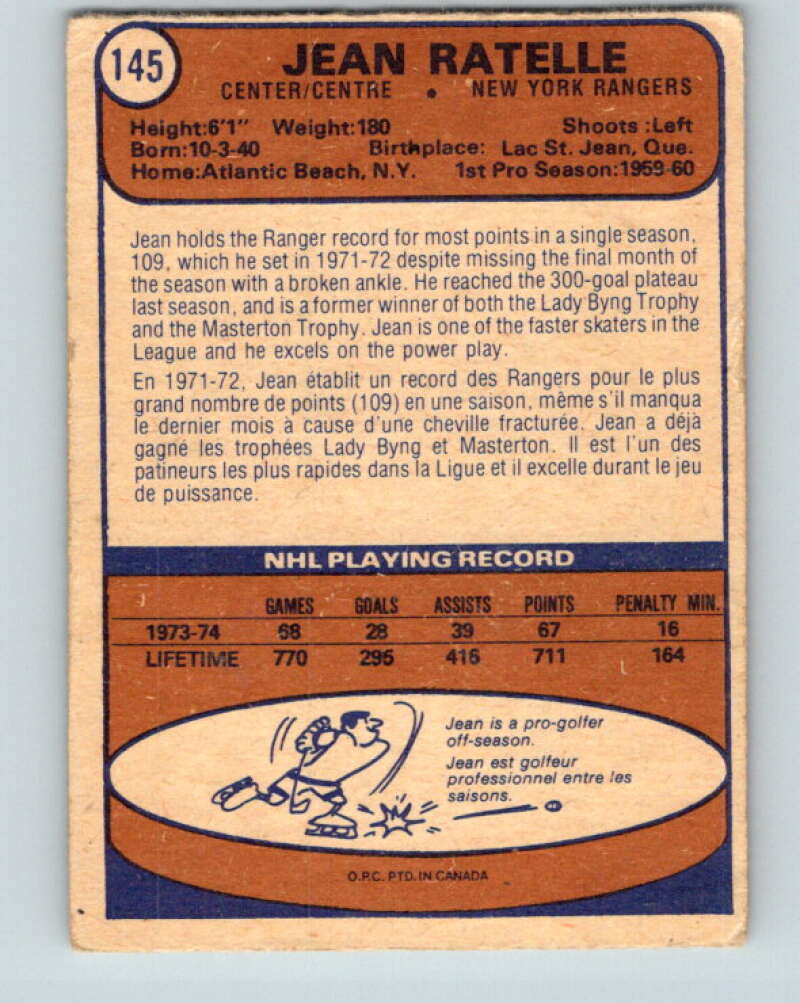 145
JEAN RATELLE
CENTER/CENTRE • NEW YORK RANGERS
Height:6'1" Weight:180 Shoots :Left
Born:10-3-40 Birthplace: Lac St. Jean, Que.
Home:Atlantic Beach, N.Y. 1st Pro Season:1959-60
Jean holds the Ranger record for most points in a single season,
109, which he set in 1971-72 despite missing the final month of
the season with a broken ankle. He reached the 300-goal plateau
last season, and is a former winner of both the Lady Byng Trophy
and the Masterton Trophy. Jean is one of the faster skaters in the
League and he excels on the power play.
En 1971-72, Jean établit un record des Rangers pour le plus
grand nombre de points (109) en une saison, même s'il manqua
le dernier mois à cause d'une cheville fracturée. Jean a déjà
gagné les trophées Lady Byng et Masterton. Il est l'un des
patineurs les plus rapides dans la Ligue et il excelle durant le jeu
de puissance.
NHL PLAYING RECORD
GAMES GOALS ASSISTS POINTS PENALTY MIN.
1973-74 68 28 39 67 16
LIFETIME 770 295 416 711 164
Jean is a pro-golfer
off-season.
Jean est golfeur
professionnel entre les
saisons.
O.P.C. PTD. IN CANADA